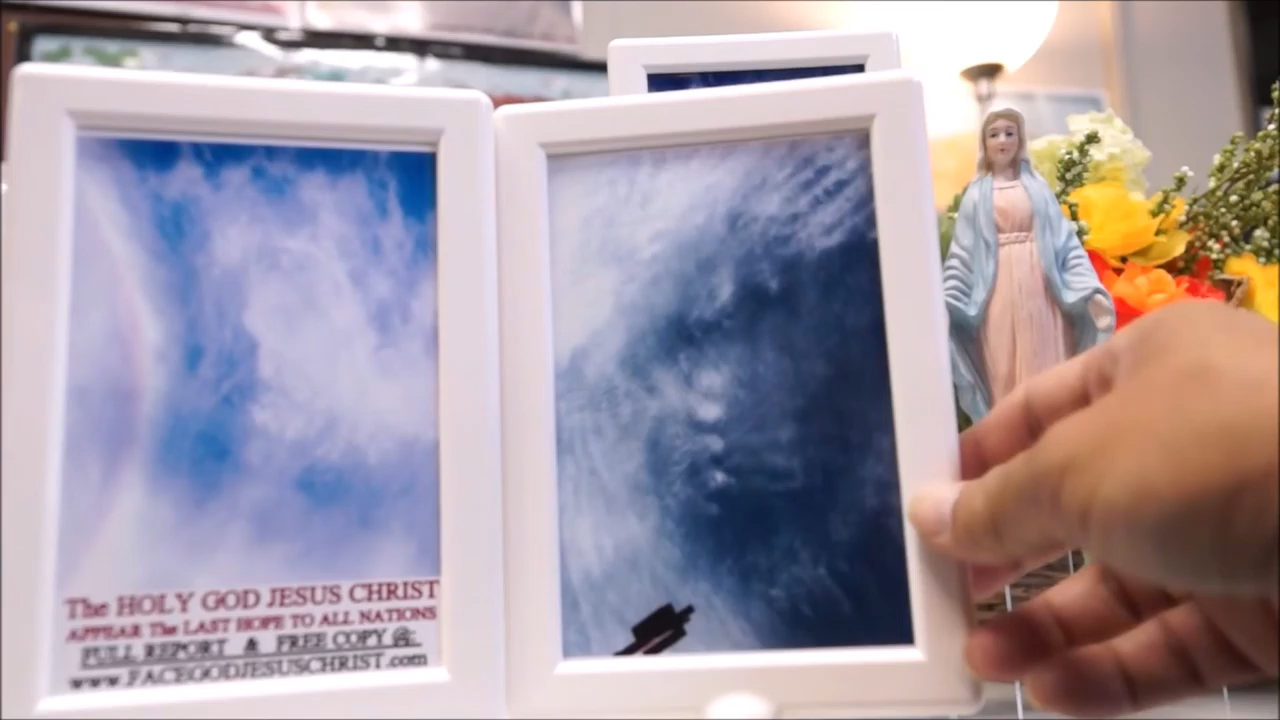 The HOLY GOD JESUS CHRIST
APPEAR The LAST HOPE TO ALL NATIONS
FULL REPORT & FREE COPY @:
www.FACEGODJESUSCHRIST.com